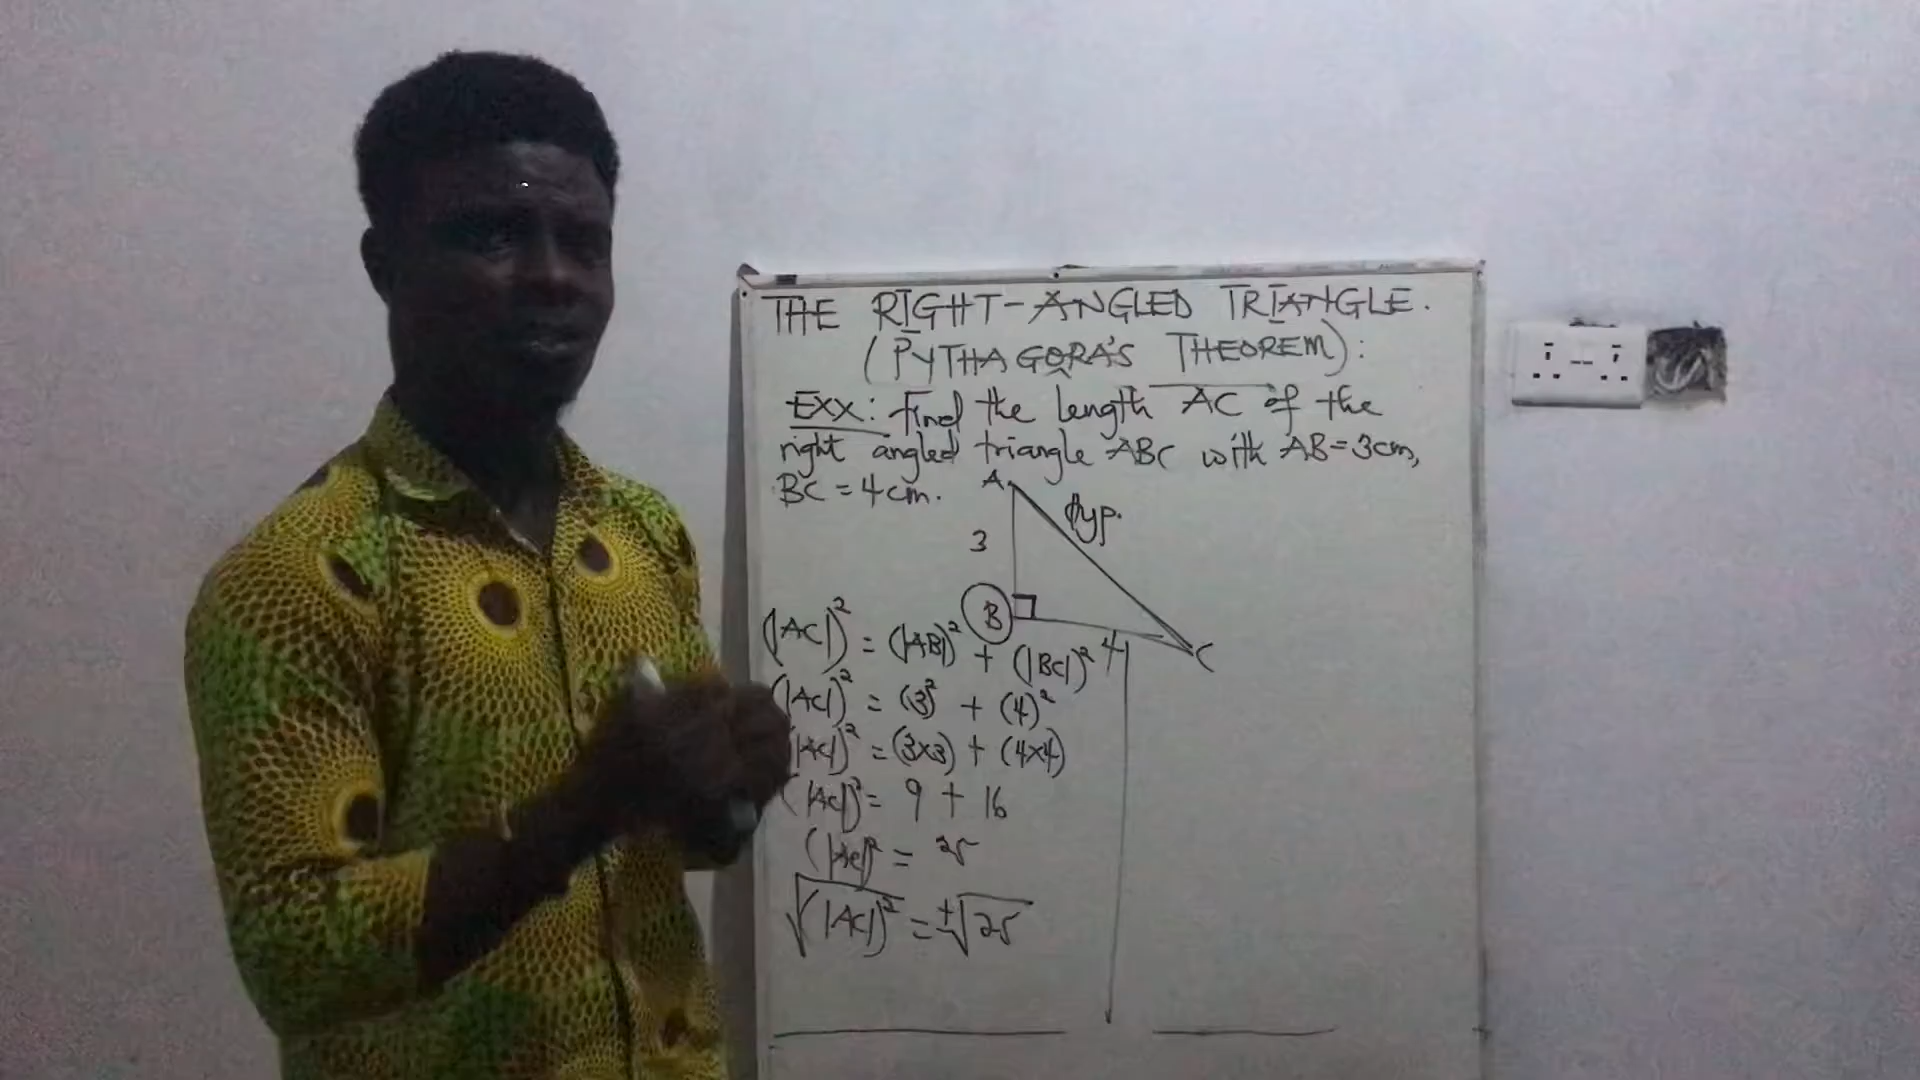 THE RIGHT-ANGLED TRIANGLE.
(PYTHAGORA'S THEOREM):
EXX: Find the length AC of the
right angled triangle ABC with AB=3cm,
BC = 4cm.
A
hyp.
3
B
4
C
(|AC|)² = (|AB|)² + (|BC|)²
(|AC|)² = (3)² + (4)²
(|AC|)² = (3x3) + (4x4)
(|AC|)² = 9 + 16
(|AC|)² = 25
√(|AC|)² = ±√25